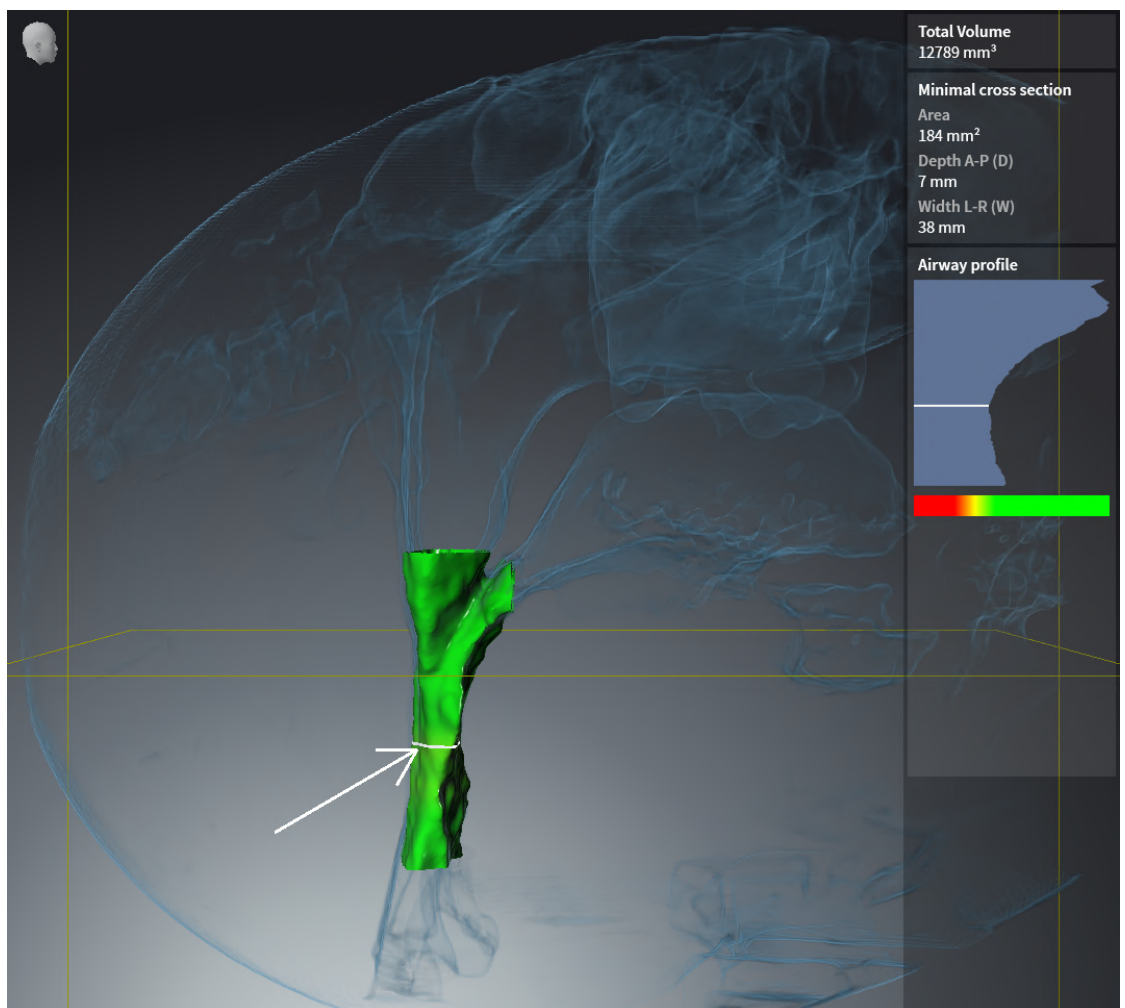 Total Volume
12789 mm³
Minimal cross section
Area
184 mm²
Depth A-P (D)
7 mm
Width L-R (W)
38 mm
Airway profile